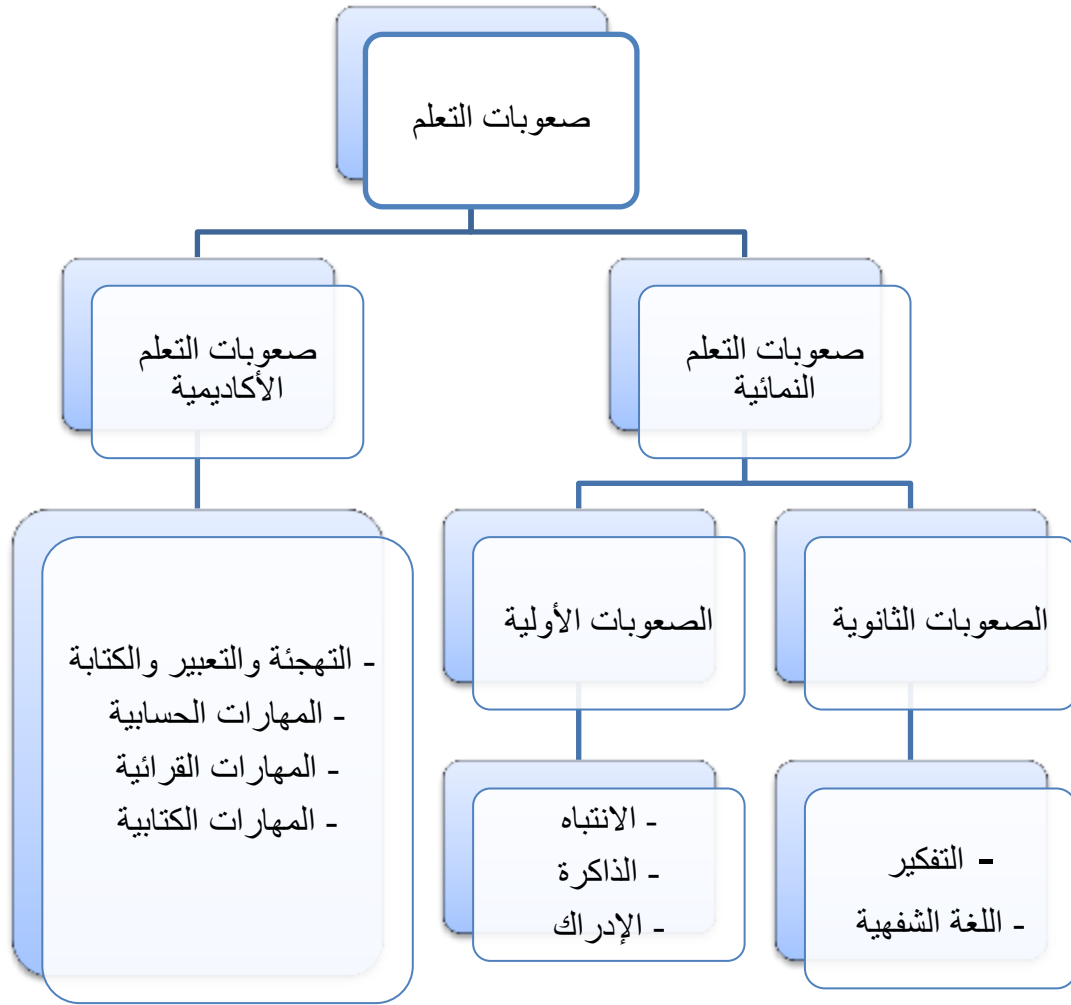 صعوبات التعلم
صعوبات التعلم
النمائية
صعوبات التعلم
الأكاديمية
الصعوبات الثانوية
الصعوبات الأولية
- التفكير
- اللغة الشفهية
- الانتباه
- الذاكرة
- الإدراك
- التهجئة والتعبير والكتابة
- المهارات الحسابية
- المهارات القرائية
- المهارات الكتابية